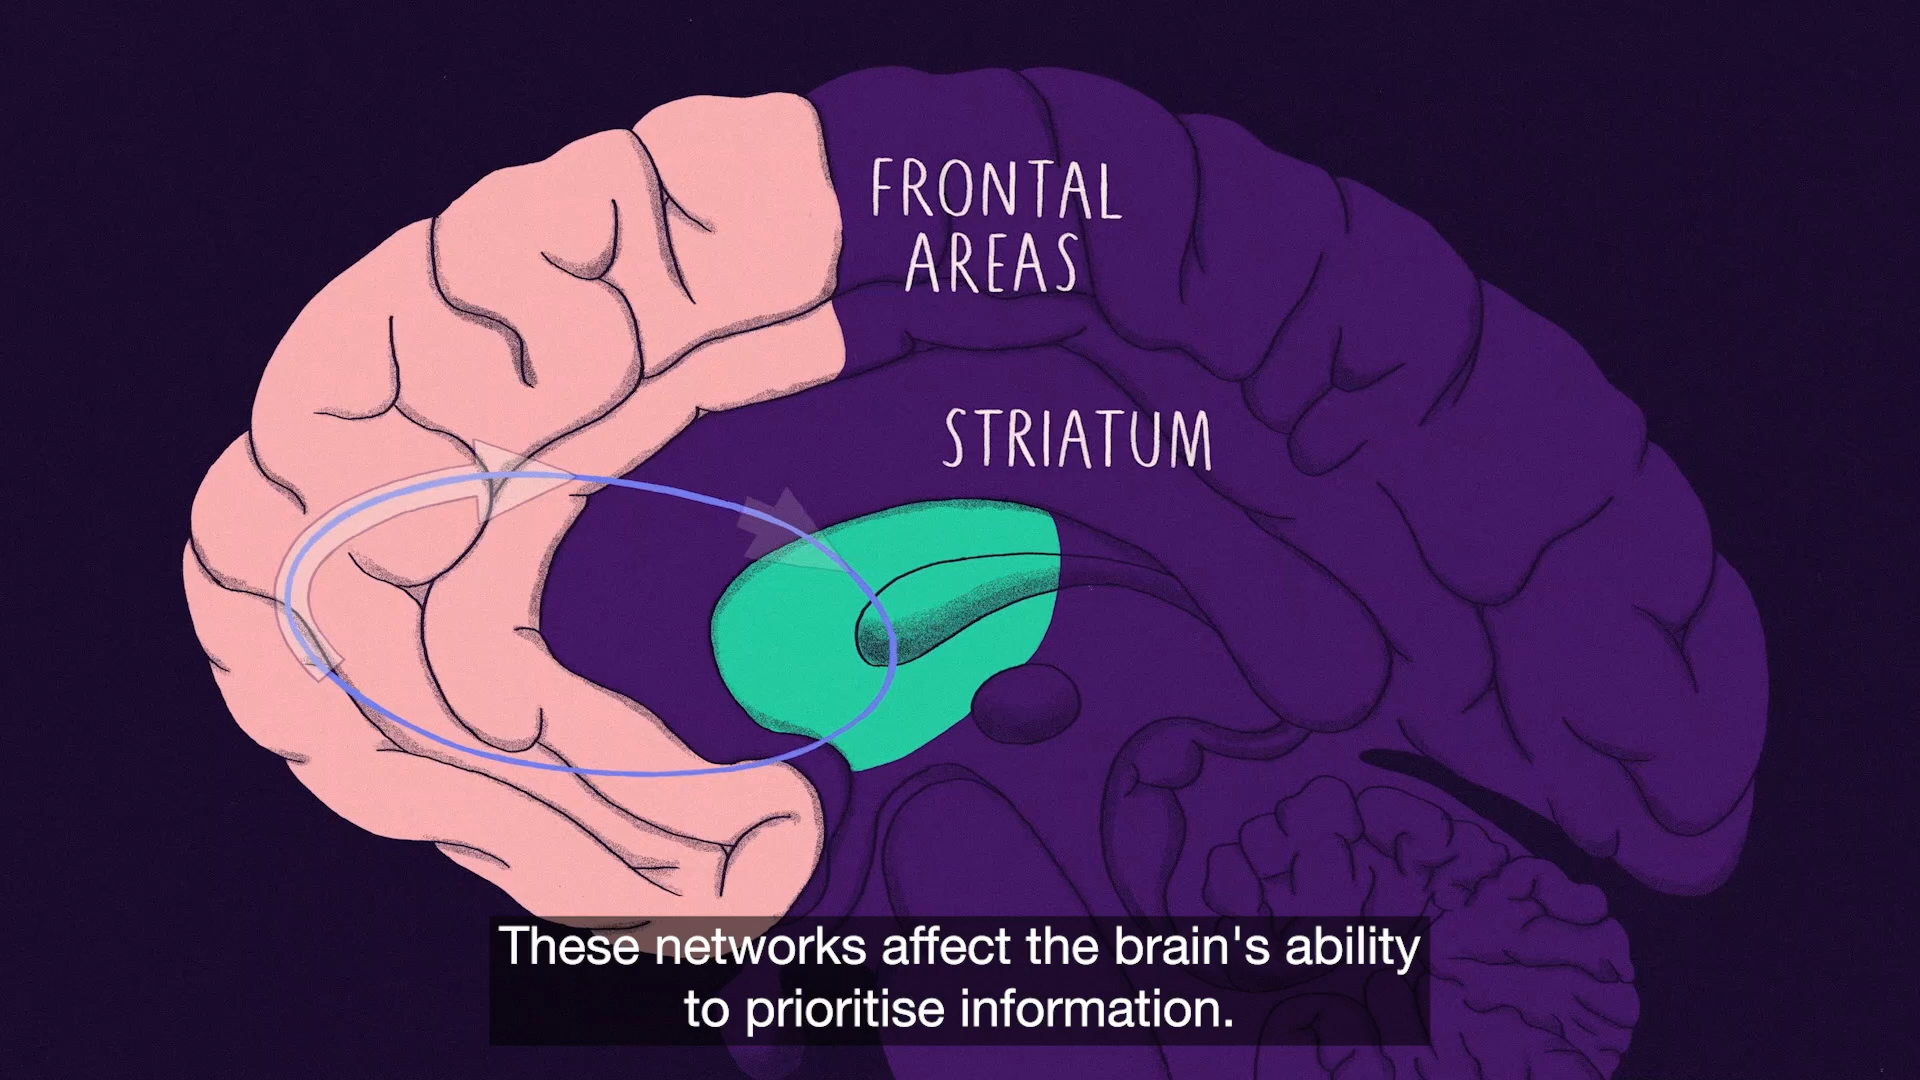 FRONTAL
AREAS
STRIATUM
These networks affect the brain's ability
to prioritise information.